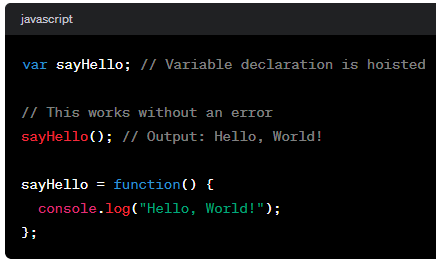 javascript
var sayHello; // Variable declaration is hoisted
// This works without an error
sayHello(); // Output: Hello, World!
sayHello = function() {
  console.log("Hello, World!");
};